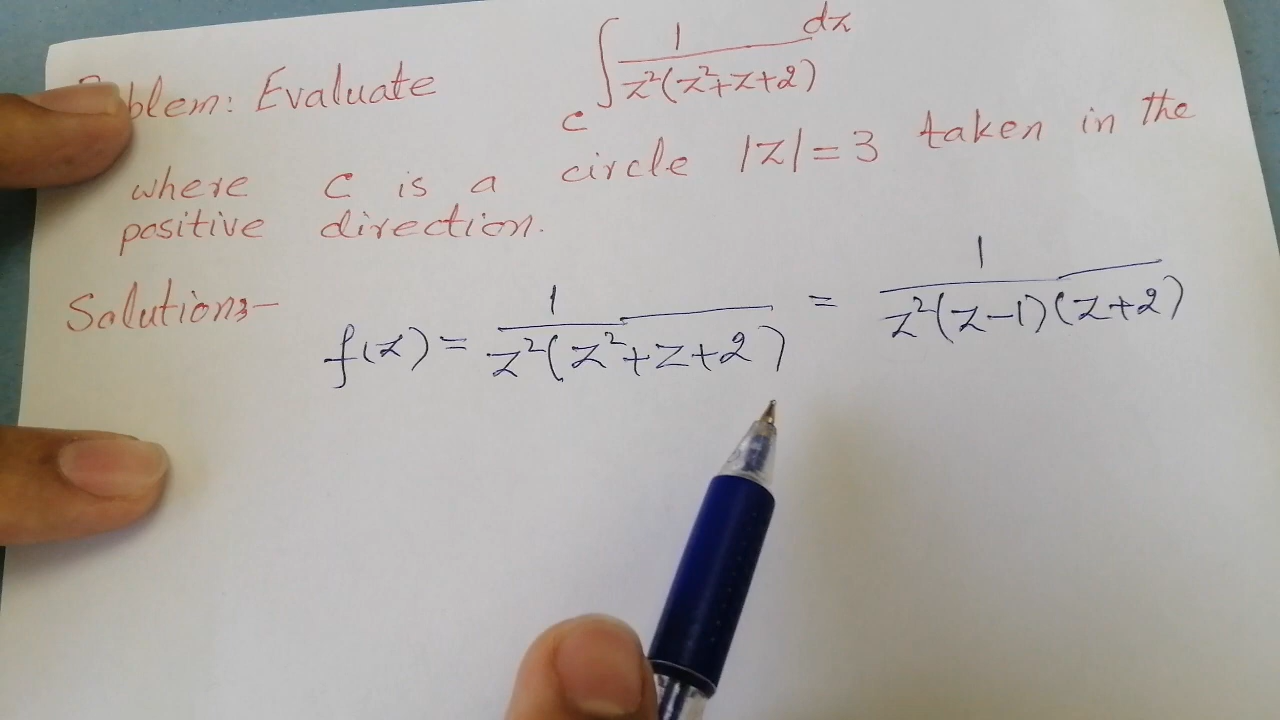 blem: Evaluate ∫_C 1/(z²(z²+z+2)) dz
where C is a circle |z|=3 taken in the
positive direction.
Solution:-
f(z) = 1/(z²(z²+z+2)) = 1/(z²(z-1)(z+2))